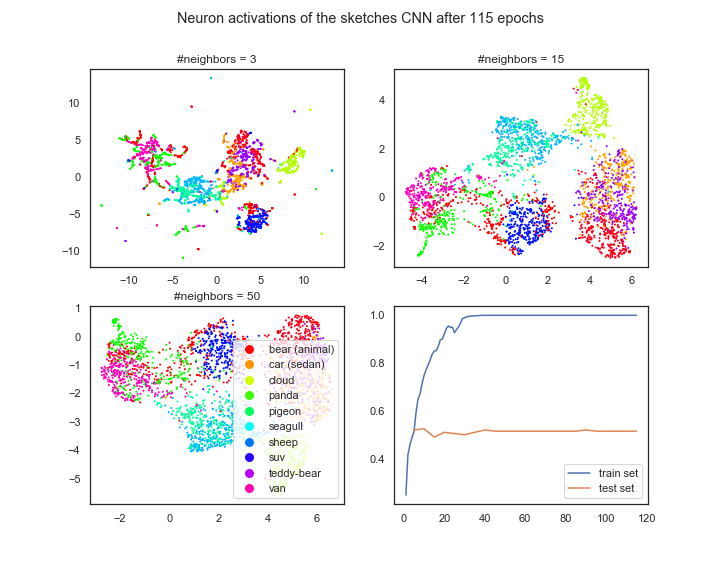 Neuron activations of the sketches CNN after 115 epochs
#neighbors = 3
10
5
0
−5
−10
−10
−5
0
5
10
#neighbors = 15
4
2
0
−2
−4
−2
0
2
4
6
#neighbors = 50
1
0
−1
−2
−3
−4
−5
−2
0
2
4
6
bear (animal)
car (sedan)
cloud
panda
pigeon
seagull
sheep
suv
teddy-bear
van
1.0
0.8
0.6
0.4
0
20
40
60
80
100
120
train set
test set